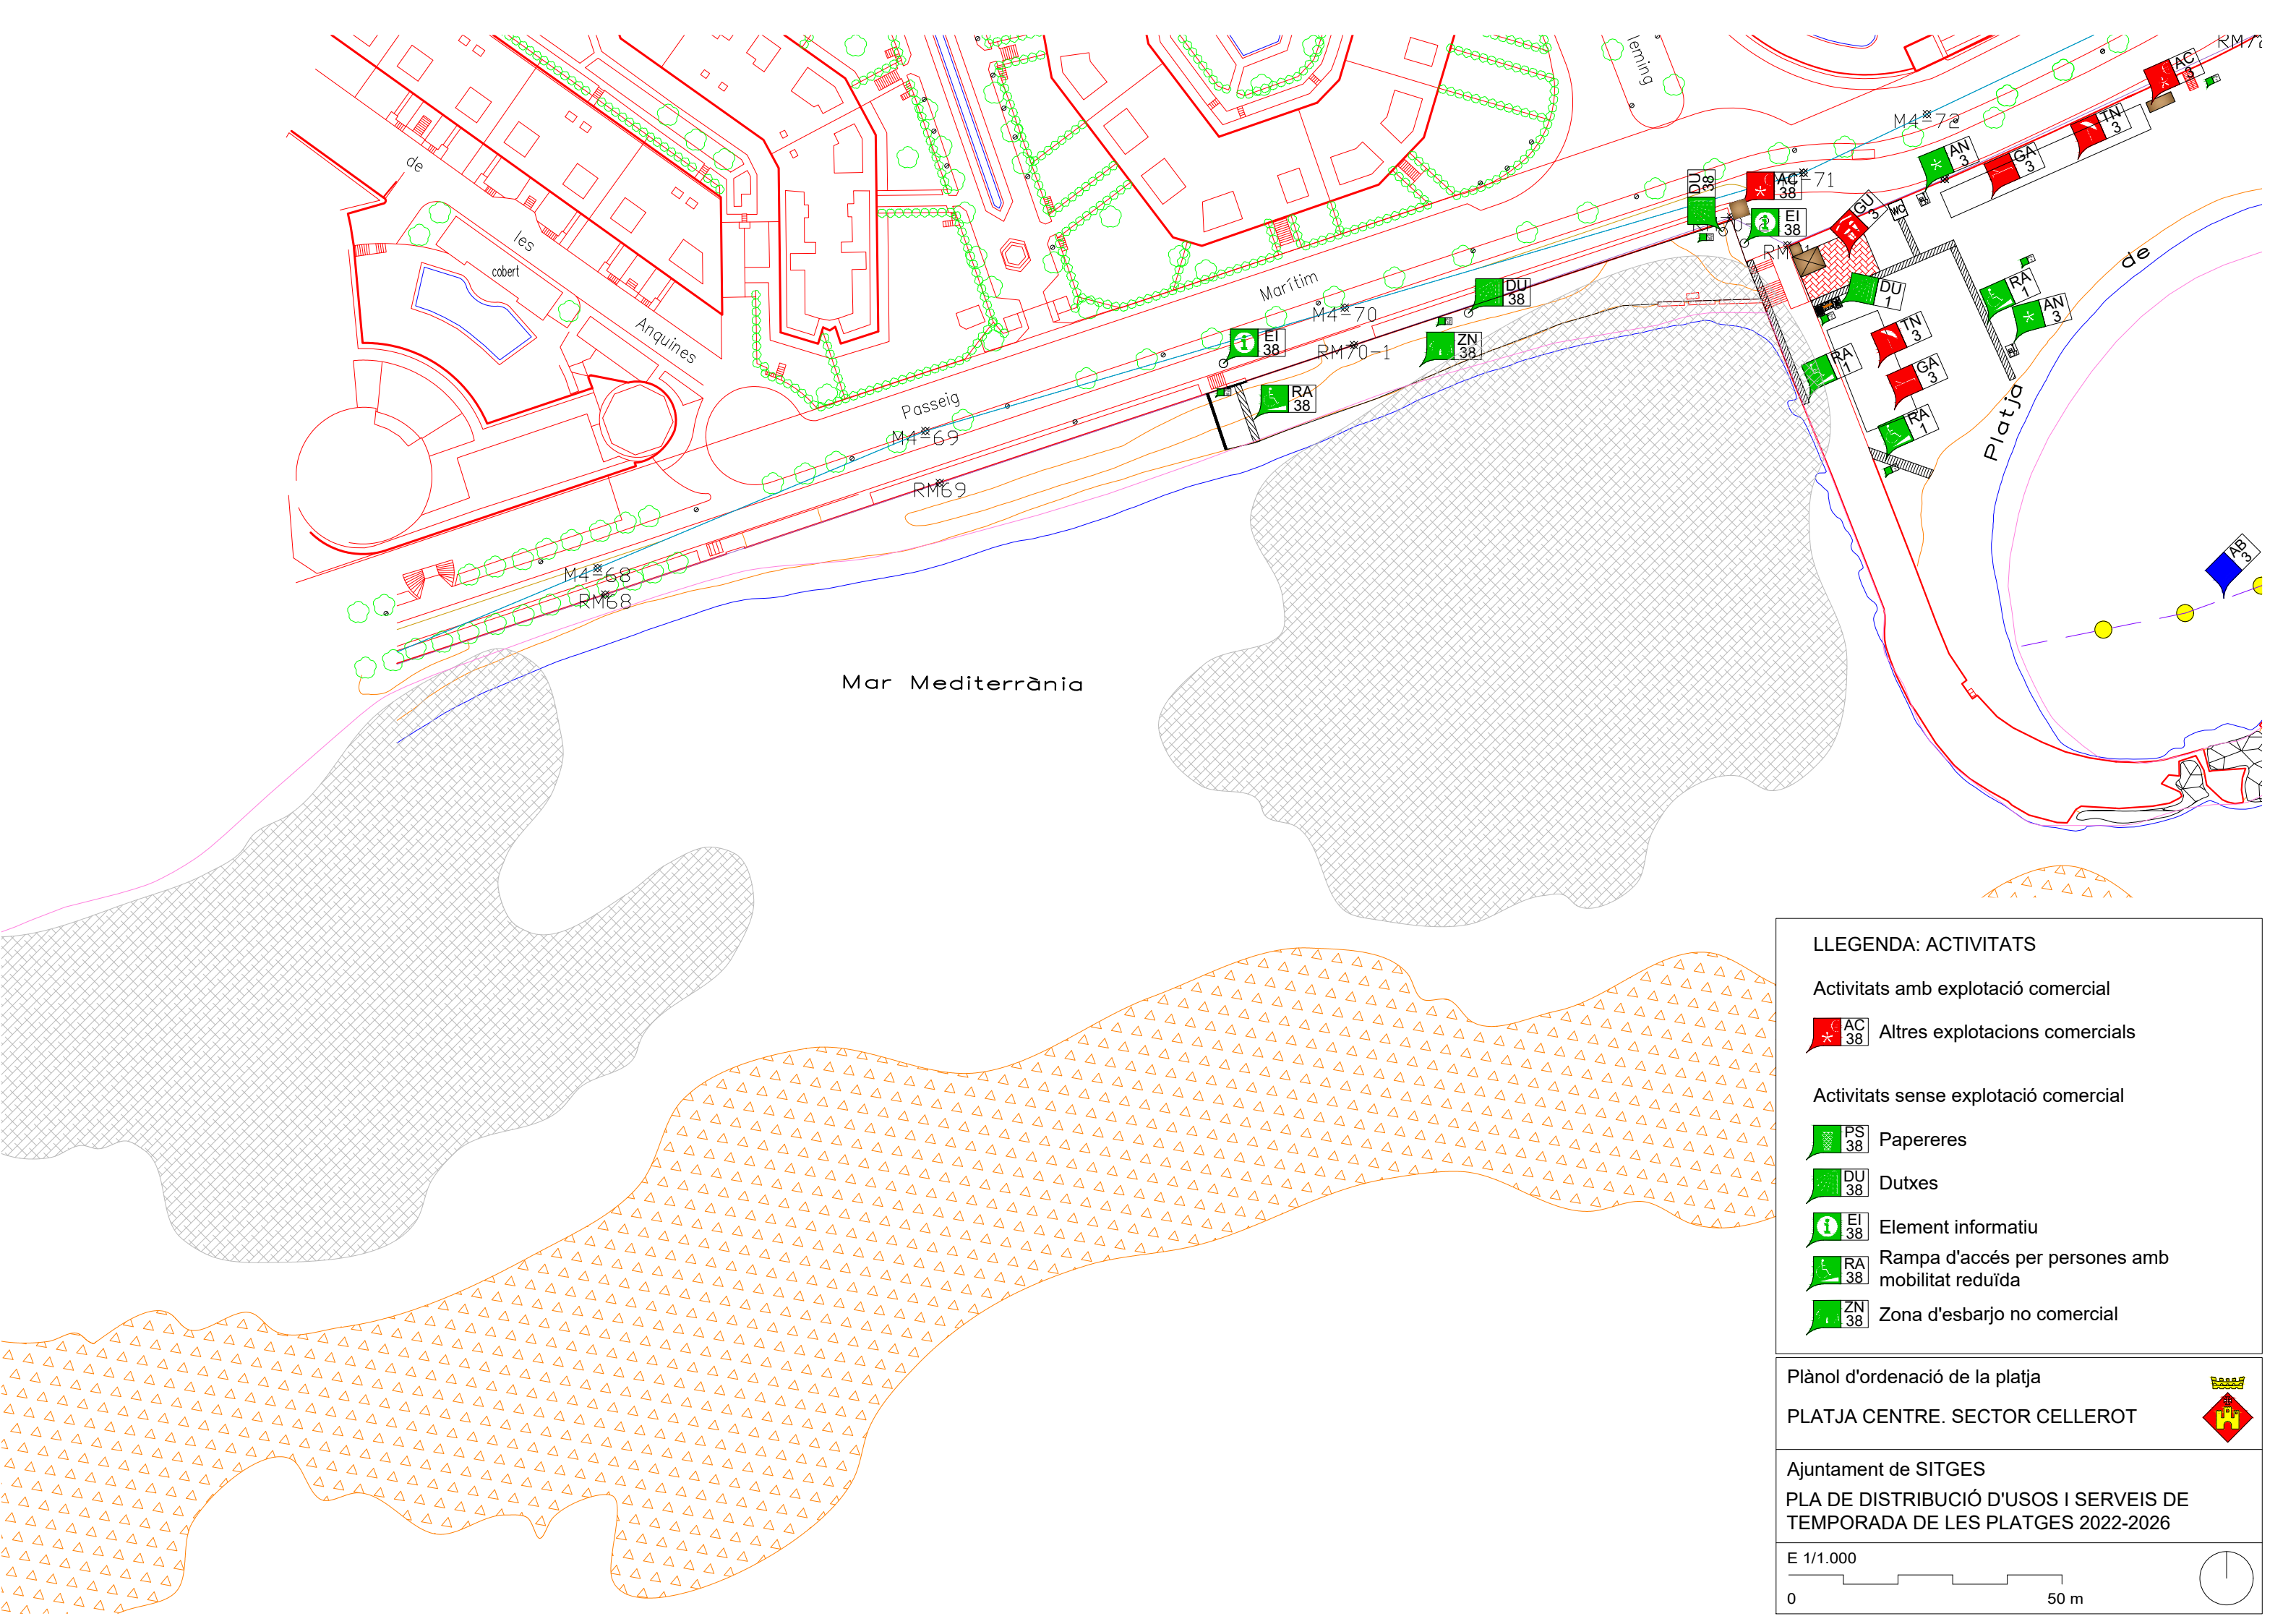 RM72
AC
3
TN
3
leming
M4-72
AN
3
GA
3
de
les
cobert
Anquines
DU
38
AC
38
71
GU
3
WC
EI
38
Marítim
DU
38
M4-70
DU
1
RA
1
AN
3
de
EI
38
RM70-1
ZN
38
TN
3
RA
1
GA
3
Passeig
RA
38
Platja
M4-69
RA
1
RM69
AB
3
M4-68
RM68
Mar Mediterrània
LLEGENDA: ACTIVITATS
Activitats amb explotació comercial
AC
38
Altres explotacions comercials
Activitats sense explotació comercial
PS
38
Papereres
DU
38
Dutxes
EI
38
Element informatiu
RA
38
Rampa d'accés per persones amb
mobilitat reduïda
ZN
38
Zona d'esbarjo no comercial
Plànol d'ordenació de la platja
PLATJA CENTRE. SECTOR CELLEROT
Ajuntament de SITGES
PLA DE DISTRIBUCIÓ D'USOS I SERVEIS DE
TEMPORADA DE LES PLATGES 2022-2026
E 1/1.000
0 50 m